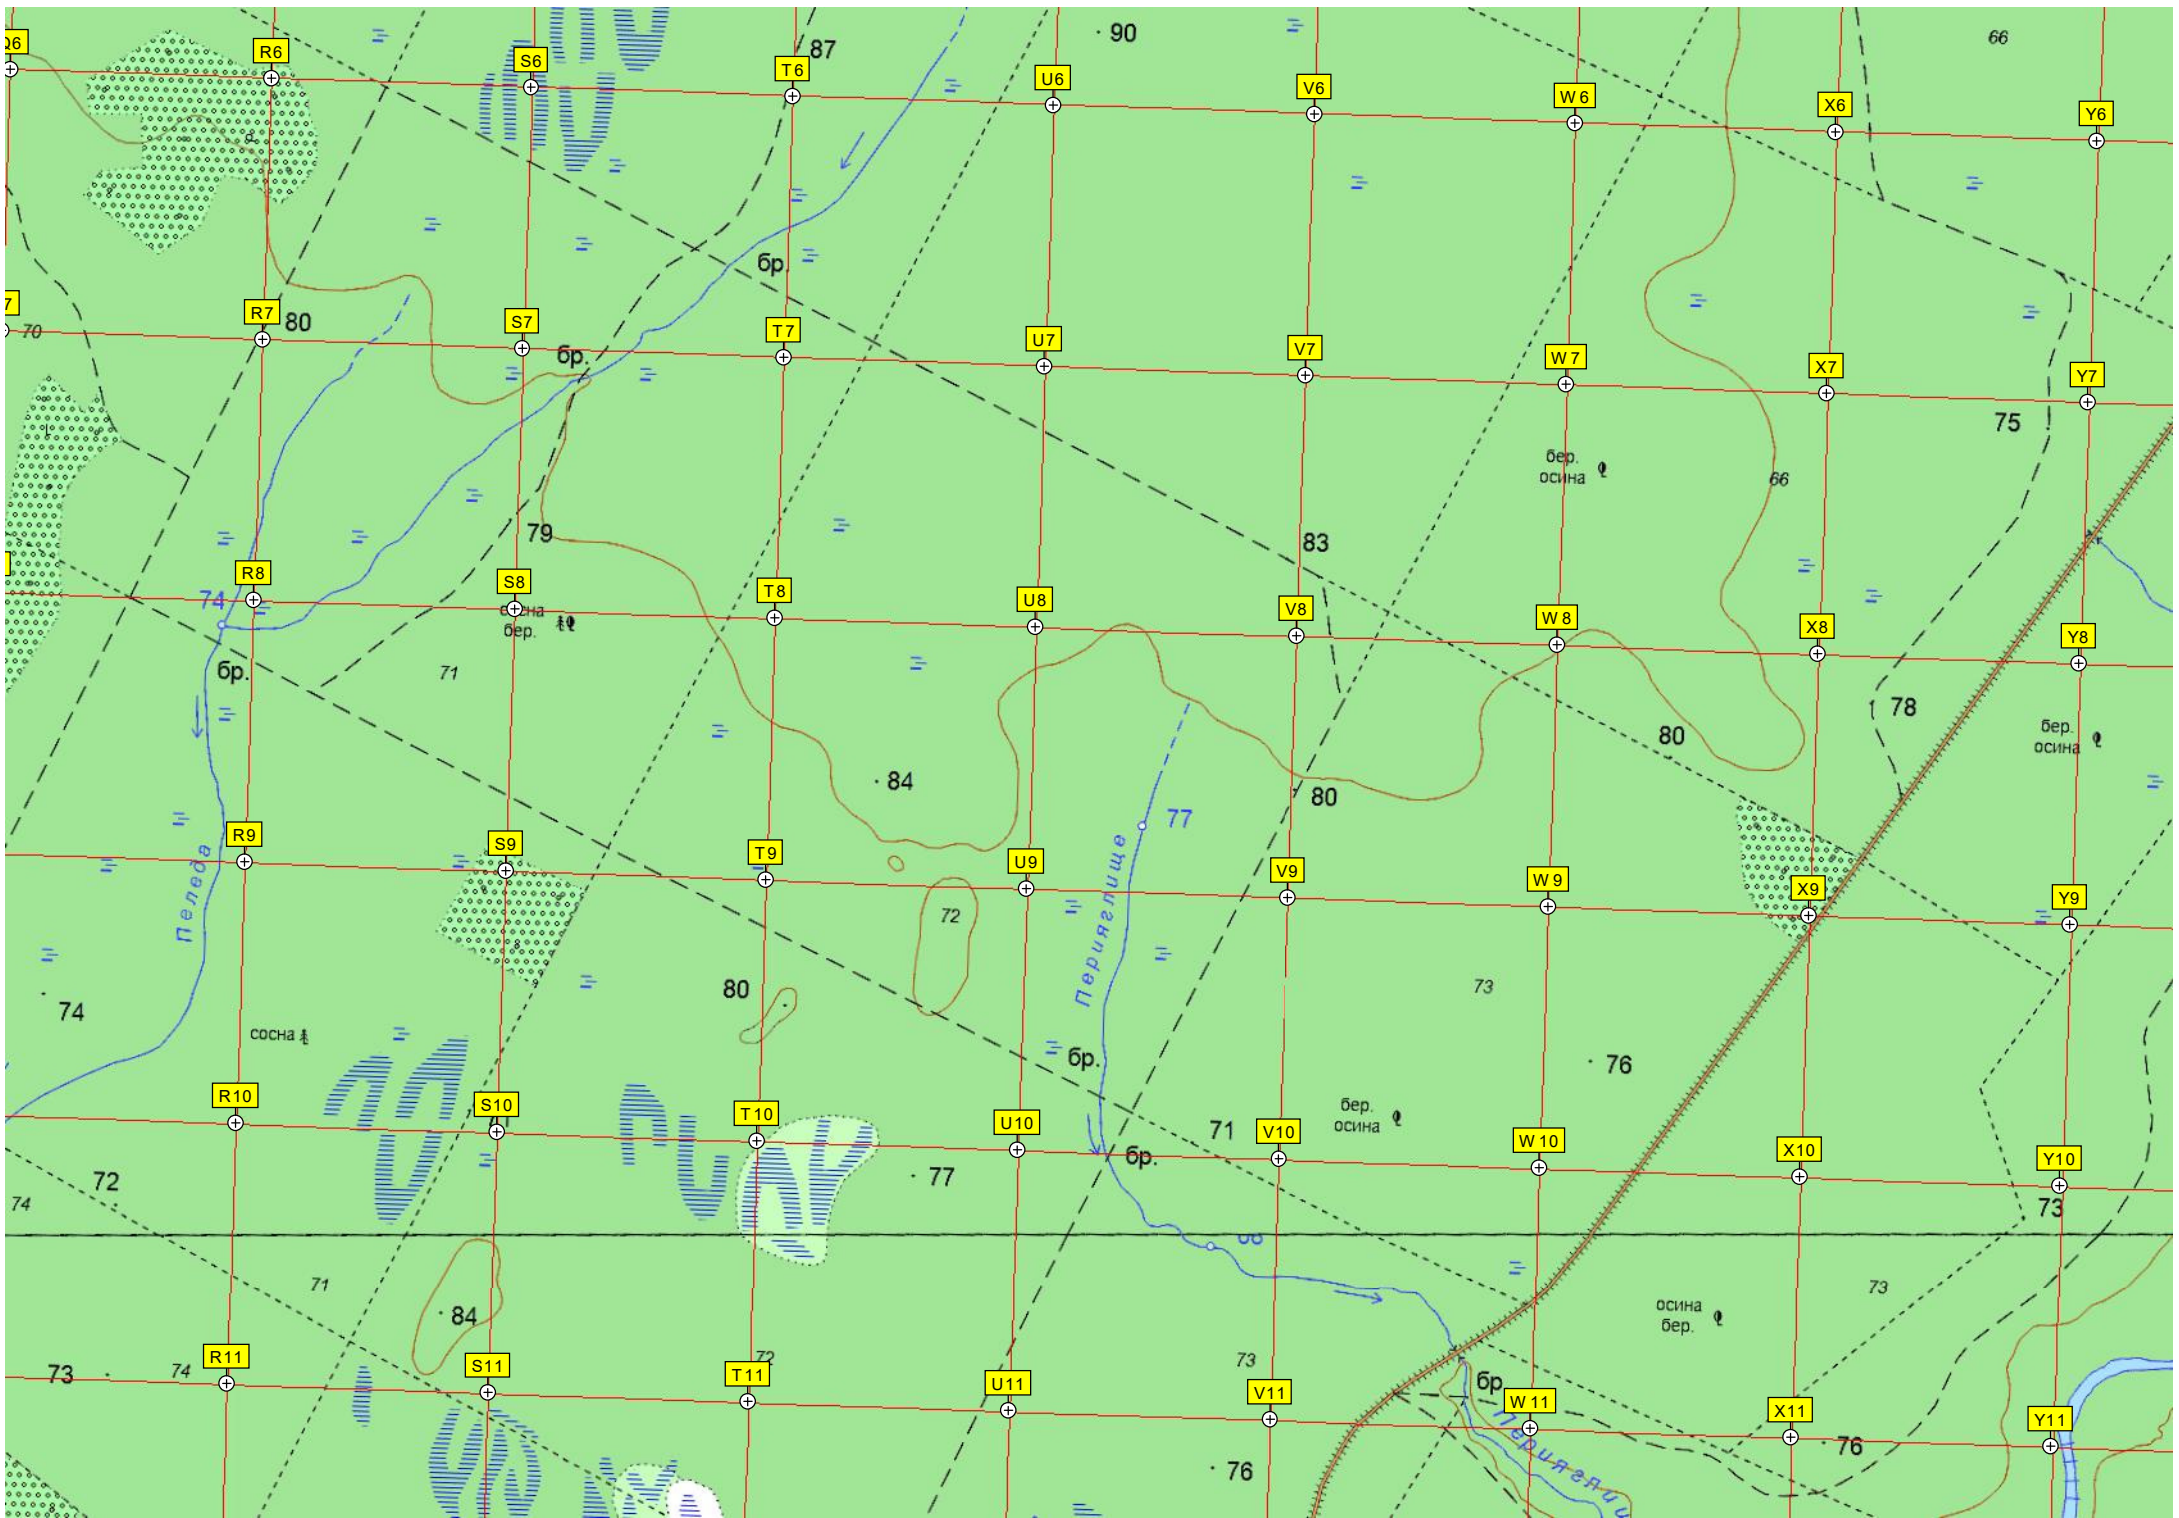 90
66
87
Q6
R6
S6
T6
U6
V6
W6
X6
Y6
бр.
7
70
R7
80
S7
T7
U7
V7
W7
X7
Y7
бр.
75
бер.
осина
66
79
83
R8
74
S8
T8
U8
V8
W8
X8
Y8
сосна
бер.
бр.
71
78
80
бер.
осина
84
80
77
R9
S9
T9
U9
V9
W9
X9
Y9
Пеледа
Перияглище
72
80
73
74
сосна
бр.
76
R10
S10
T10
U10
V10
W10
X10
Y10
бер.
осина
71
бр.
72
77
74
73
71
84
осина
бер.
73
73
74
R11
S11
72
T11
U11
73
V11
бр
W11
X11
76
Y11
76